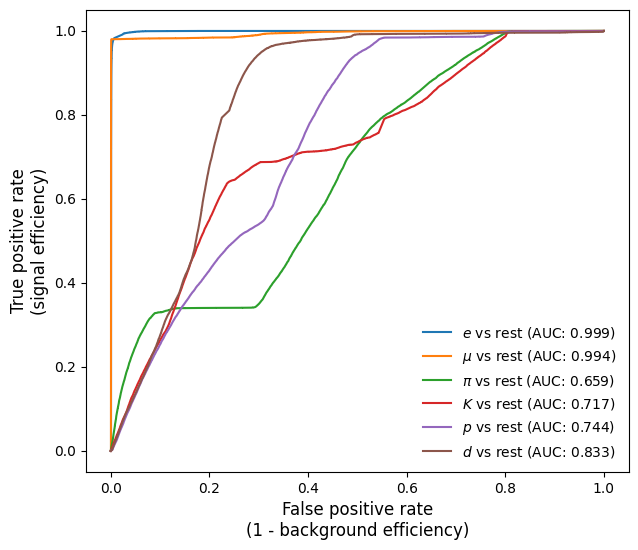 True positive rate
(signal efficiency)
1.0
0.8
0.6
0.4
0.2
0.0
e vs rest (AUC: 0.999)
μ vs rest (AUC: 0.994)
π vs rest (AUC: 0.659)
K vs rest (AUC: 0.717)
p vs rest (AUC: 0.744)
d vs rest (AUC: 0.833)
0.0 0.2 0.4 0.6 0.8 1.0
False positive rate
(1 - background efficiency)